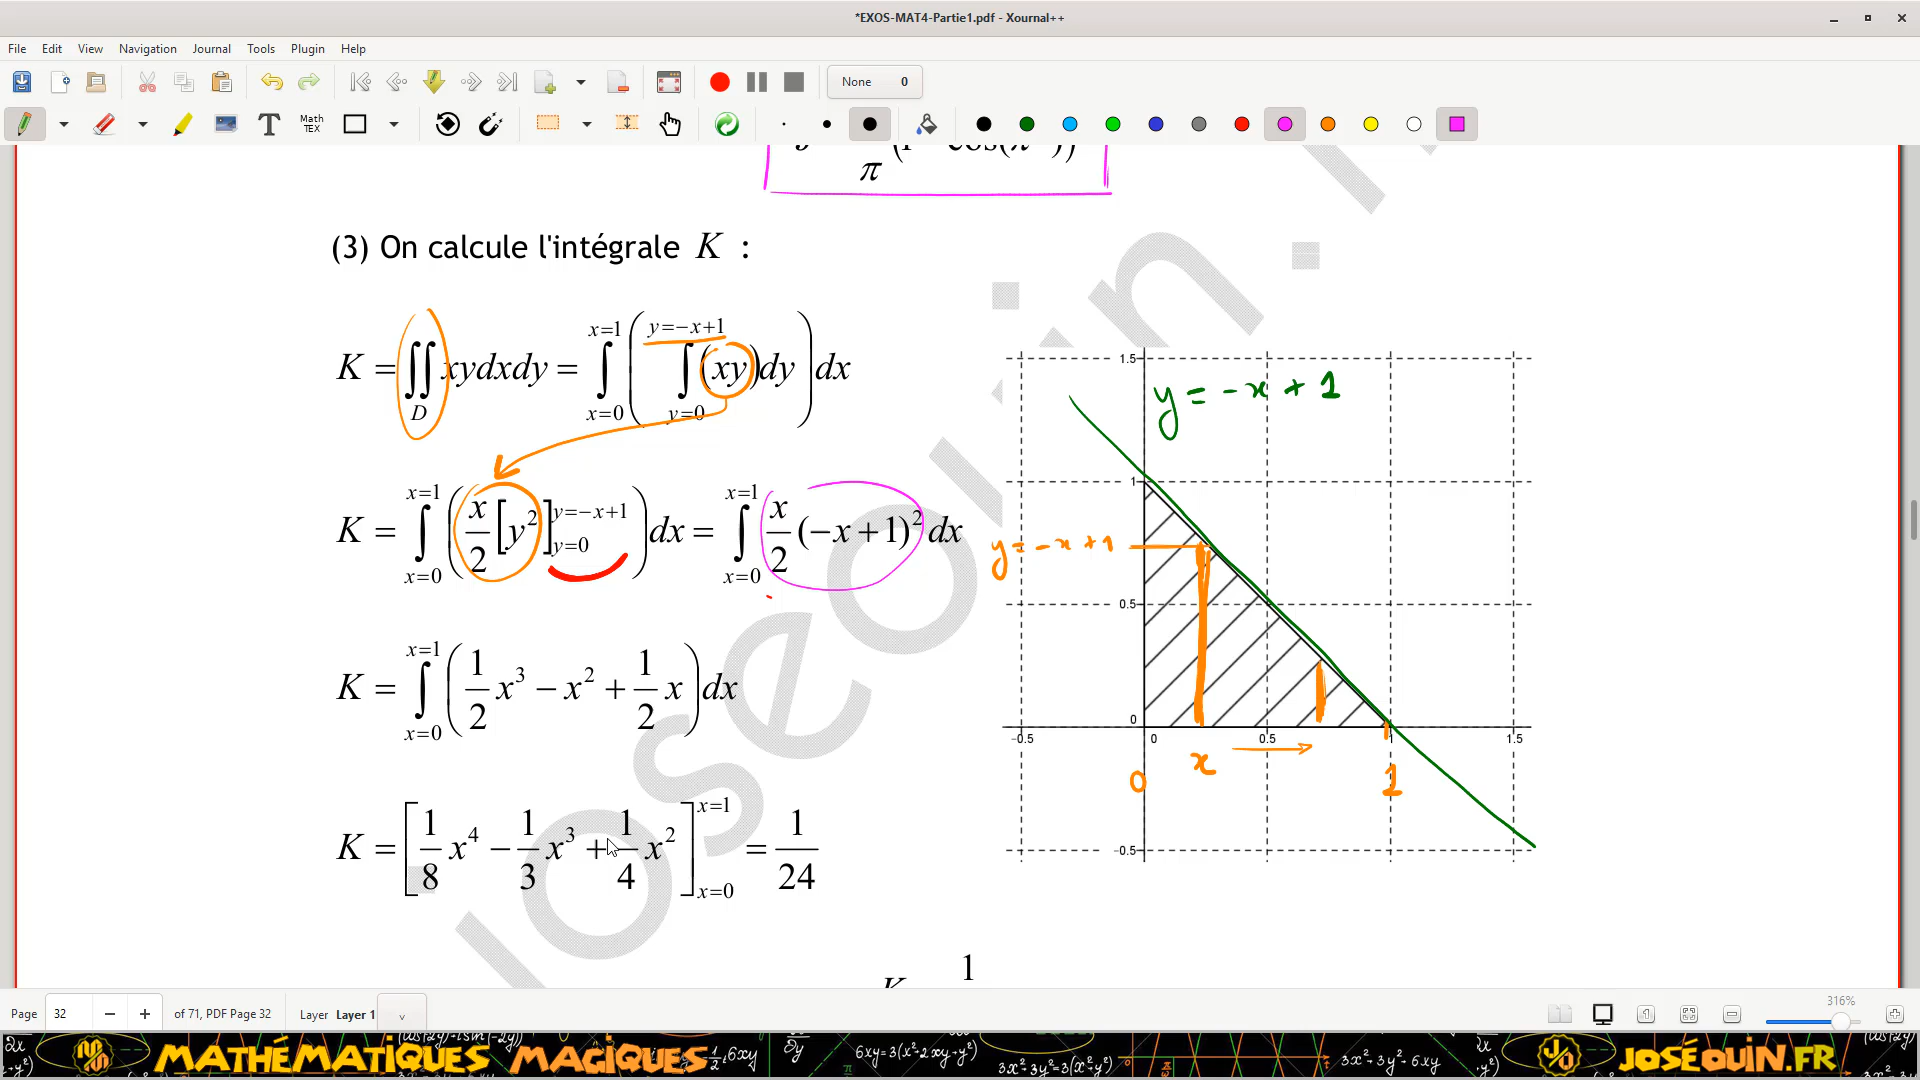 *EXOS-MAT4-Partie1.pdf - Xournal++
File Edit View Navigation Journal Tools Plugin Help
None 0
Math TEX
π
(3) On calcule l'intégrale K :
K = ∬_D xydxdy = ∫_{x=0}^{x=1} ( ∫_{y=0}^{y=−x+1} (xy)dy ) dx
K = ∫_{x=0}^{x=1} ( x/2 [y²]_{y=0}^{y=−x+1} ) dx = ∫_{x=0}^{x=1} x/2 (−x+1)² dx
K = ∫_{x=0}^{x=1} ( 1/2 x³ − x² + 1/2 x ) dx
K = [ 1/8 x⁴ − 1/3 x³ + 1/4 x² ]_{x=0}^{x=1} = 1/24
K 1
1.5
y = -x + 1
1
y = -x + 1
0.5
0
-0.5 0 0.5 1 1.5
0 x 1
-0.5
josequin.
Page 32 of 71, PDF Page 32 Layer Layer 1
316%
MATHÉMATIQUES MAGIQUES JOSÉQUIN.FR